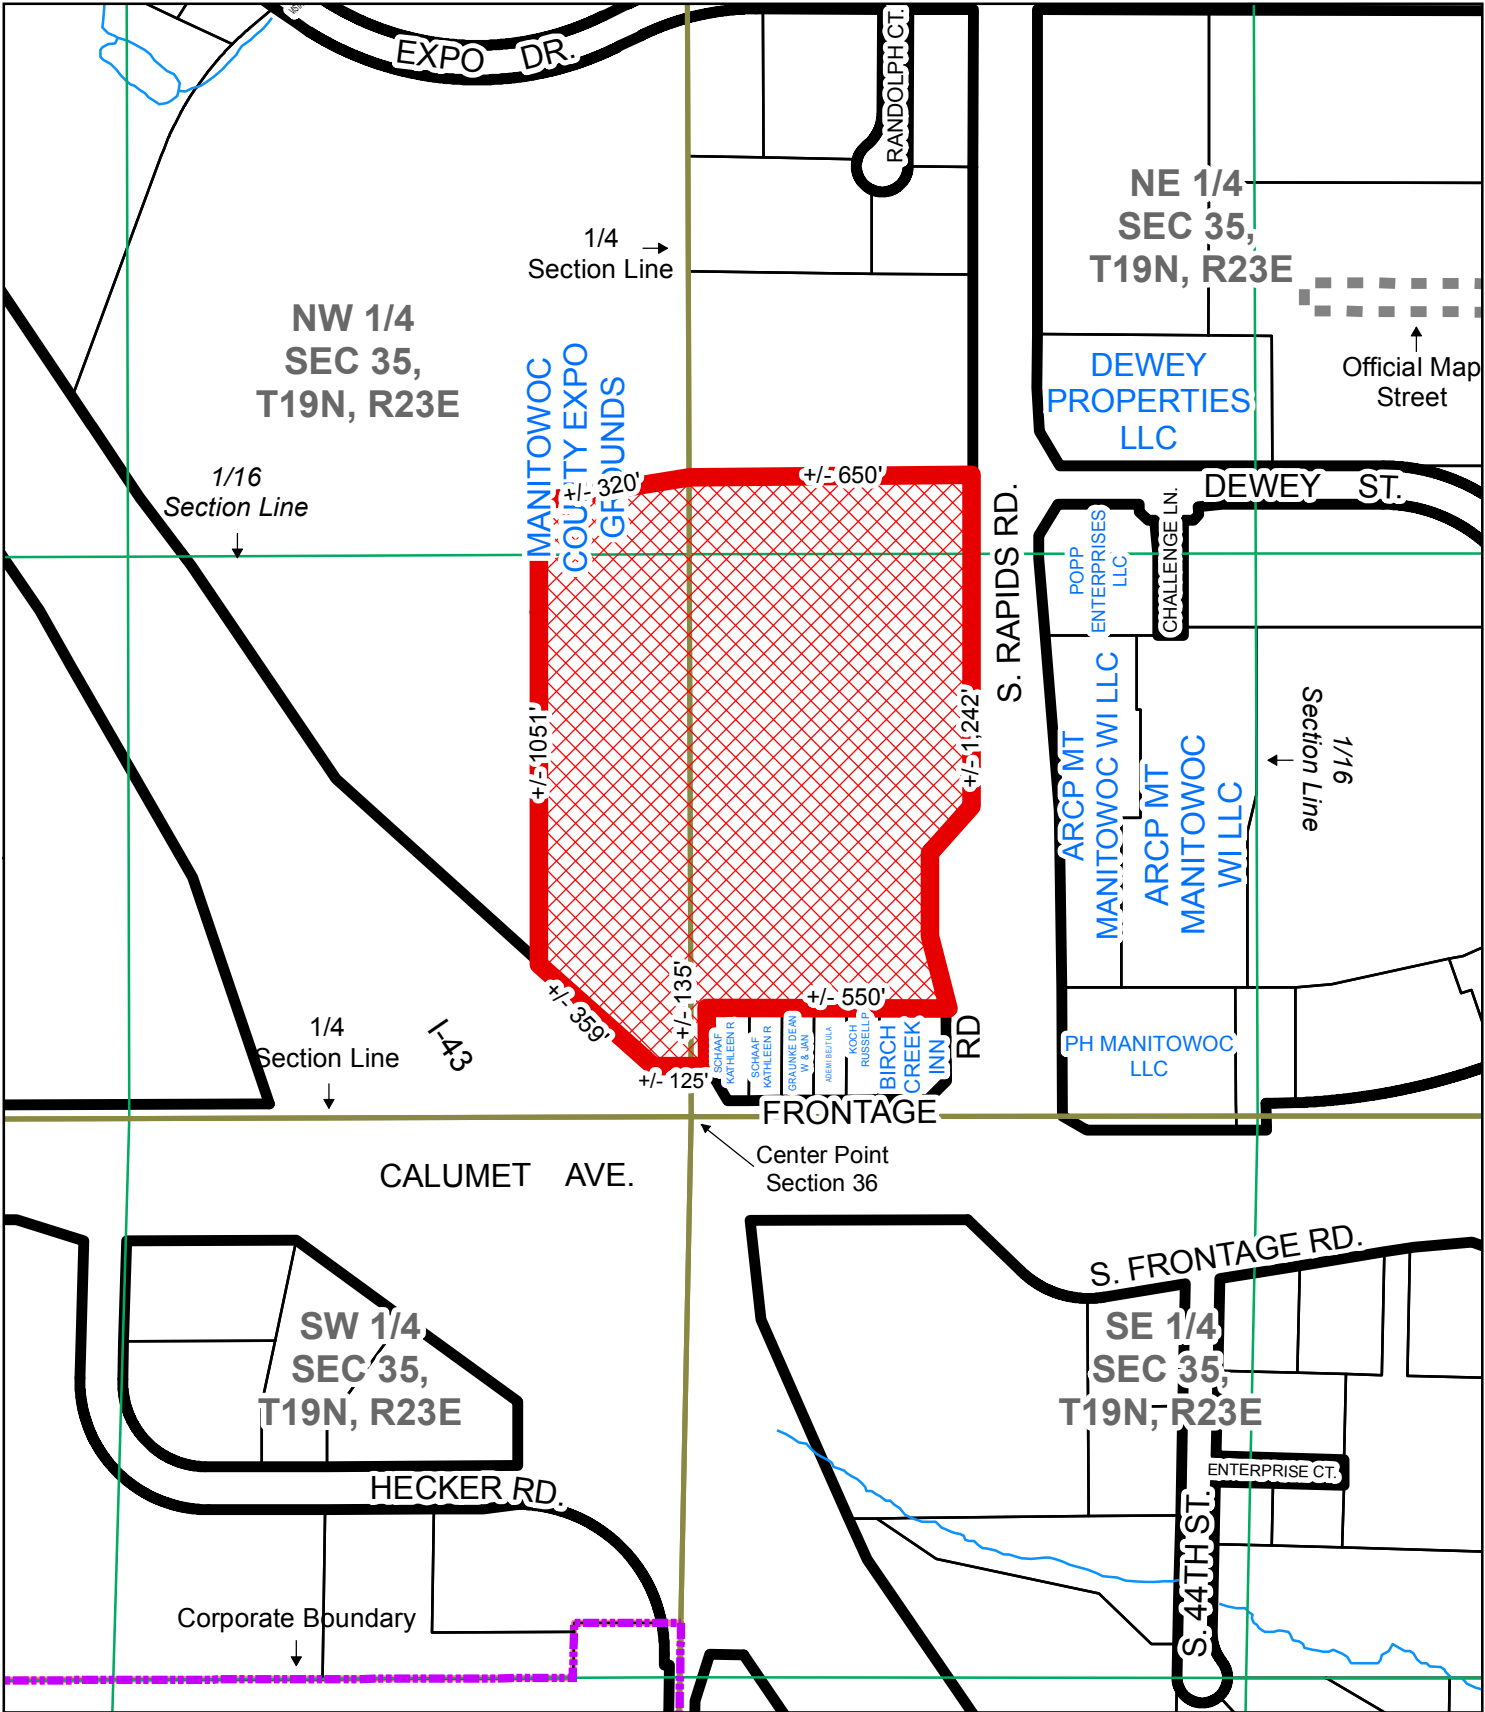 EXPO DR.
RANDOLPH CT.
NE 1/4
SEC 35,
T19N, R23E
1/4
Section Line
NW 1/4
SEC 35,
T19N, R23E
MANITOWOC
COUNTY EXPO
GROUNDS
DEWEY
PROPERTIES
LLC
Official Map
Street
1/16
Section Line
+/- 320'
+/- 650'
DEWEY ST.
S. RAPIDS RD.
POPP
ENTERPRISES
LLC
CHALLENGE LN.
+/- 1051'
+/- 1,242'
ARCP MT
MANITOWOC WI LLC
ARCP MT
MANITOWOC
WI LLC
1/16
Section Line
+/- 359'
+/- 135'
+/- 550'
+/- 125'
I-43
1/4
Section Line
SCHAAF
KATHLEEN R
SCHAAF
KATHLEEN R
GRAUNKE DEAN
W. & JAN
ADEMI BEJTULA
KOCH
RUSSELL P
BIRCH
CREEK
INN
RD
PH MANITOWOC
LLC
FRONTAGE
CALUMET AVE.
Center Point
Section 36
S. FRONTAGE RD.
SW 1/4
SEC 35,
T19N, R23E
SE 1/4
SEC 35,
T19N, R23E
HECKER RD.
ENTERPRISE CT.
S. 44TH ST.
Corporate Boundary